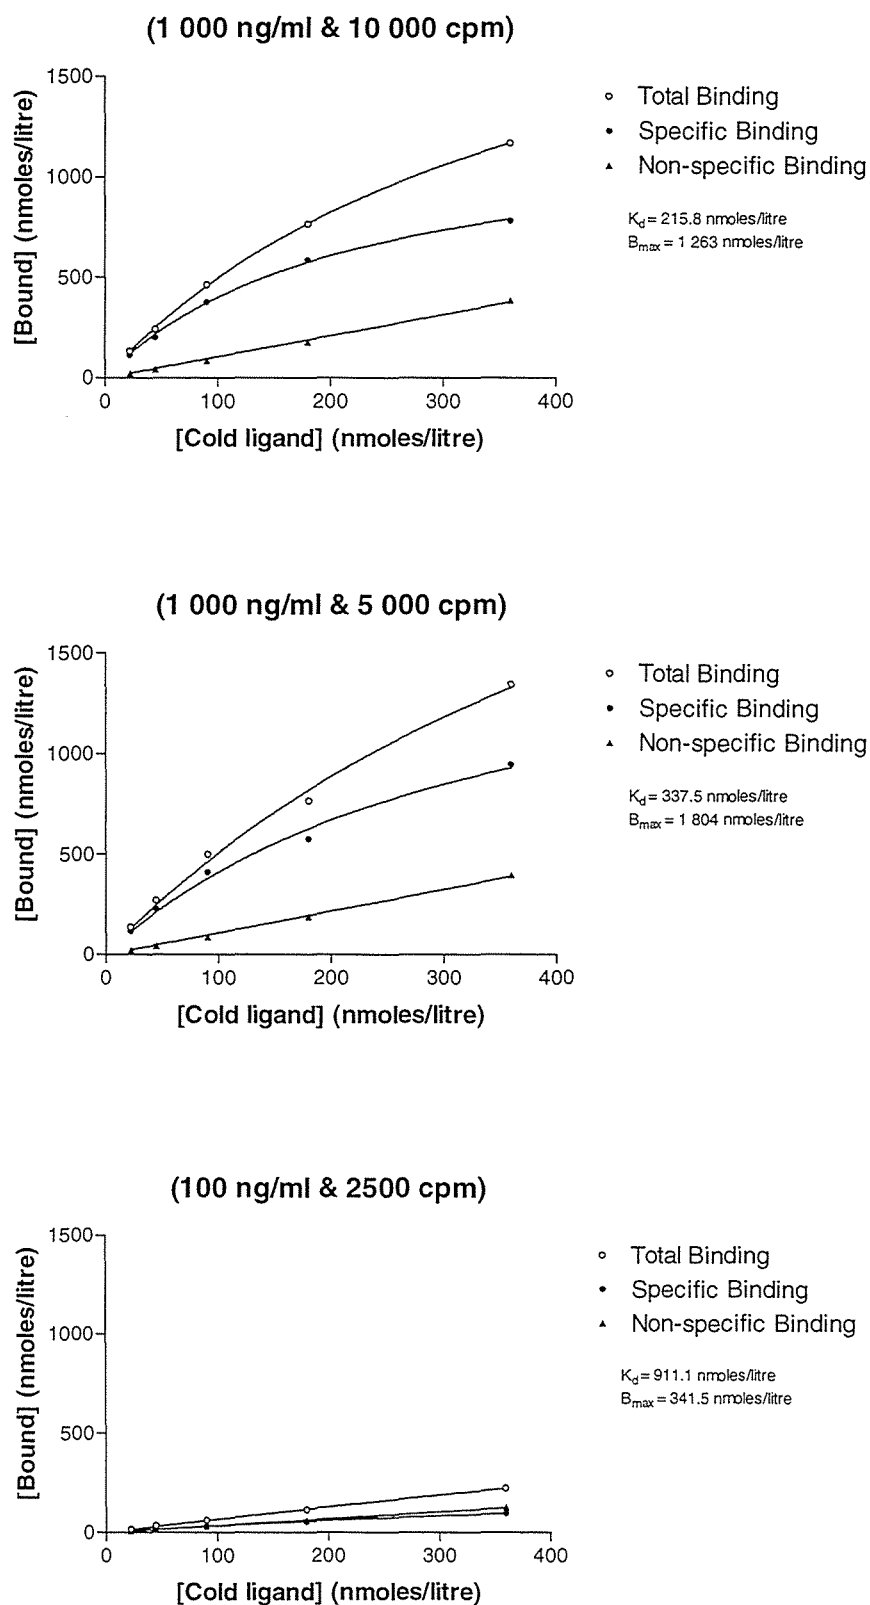 (1 000 ng/ml & 10 000 cpm)
1500
1000
500
0
0 100 200 300 400
[Bound] (nmoles/litre)
[Cold ligand] (nmoles/litre)
Total Binding
Specific Binding
Non-specific Binding
Kd = 215.8 nmoles/litre
Bmax = 1 263 nmoles/litre
(1 000 ng/ml & 5 000 cpm)
1500
1000
500
0
0 100 200 300 400
[Bound] (nmoles/litre)
[Cold ligand] (nmoles/litre)
Total Binding
Specific Binding
Non-specific Binding
Kd = 337.5 nmoles/litre
Bmax = 1 804 nmoles/litre
(100 ng/ml & 2500 cpm)
1500
1000
500
0
0 100 200 300 400
[Bound] (nmoles/litre)
[Cold ligand] (nmoles/litre)
Total Binding
Specific Binding
Non-specific Binding
Kd = 911.1 nmoles/litre
Bmax = 341.5 nmoles/litre